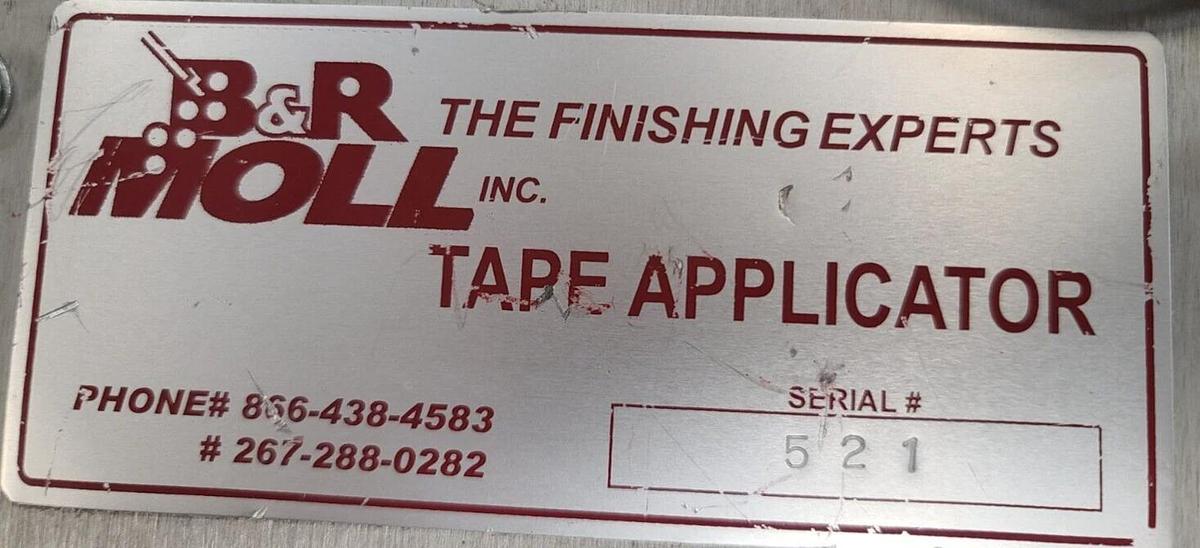 B&R
MOLL INC.
THE FINISHING EXPERTS
TAPE APPLICATOR
PHONE# 866-438-4583
# 267-288-0282
SERIAL #
521